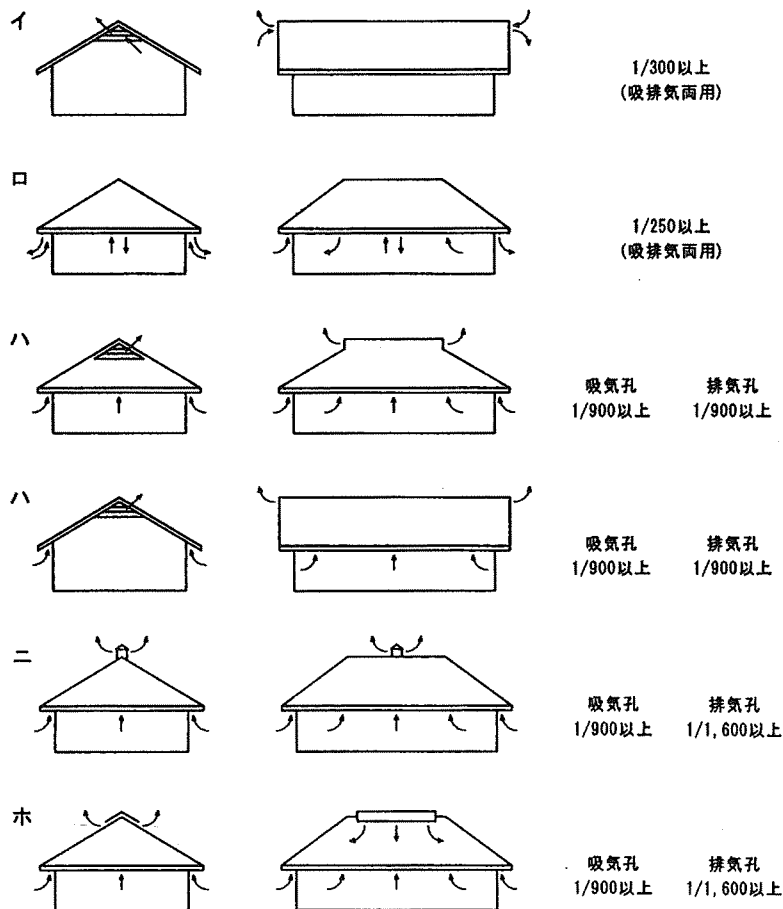 イ
1/300以上
(吸排気両用)
ロ
1/250以上
(吸排気両用)
ハ
吸気孔 排気孔
1/900以上 1/900以上
ハ
吸気孔 排気孔
1/900以上 1/900以上
ニ
吸気孔 排気孔
1/900以上 1/1,600以上
ホ
吸気孔 排気孔
1/900以上 1/1,600以上